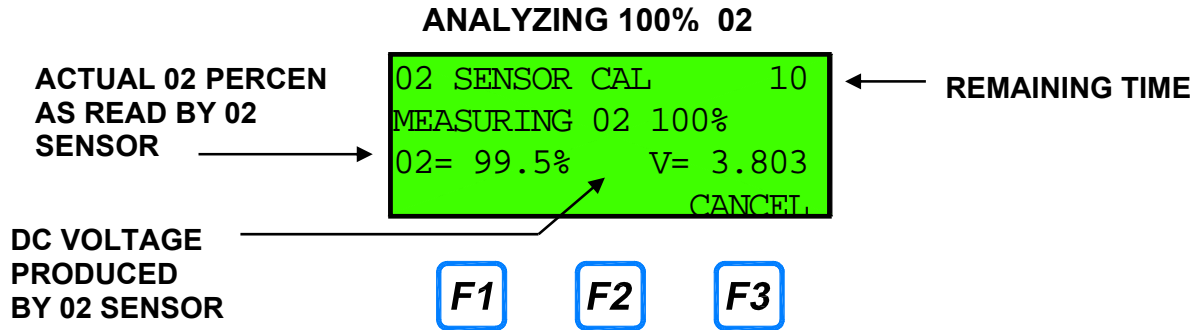 ANALYZING 100% 02
ACTUAL 02 PERCEN
AS READ BY 02
SENSOR
02 SENSOR CAL 10
MEASURING 02 100%
02= 99.5% V= 3.803
CANCEL
REMAINING TIME
DC VOLTAGE
PRODUCED
BY 02 SENSOR
F1 F2 F3